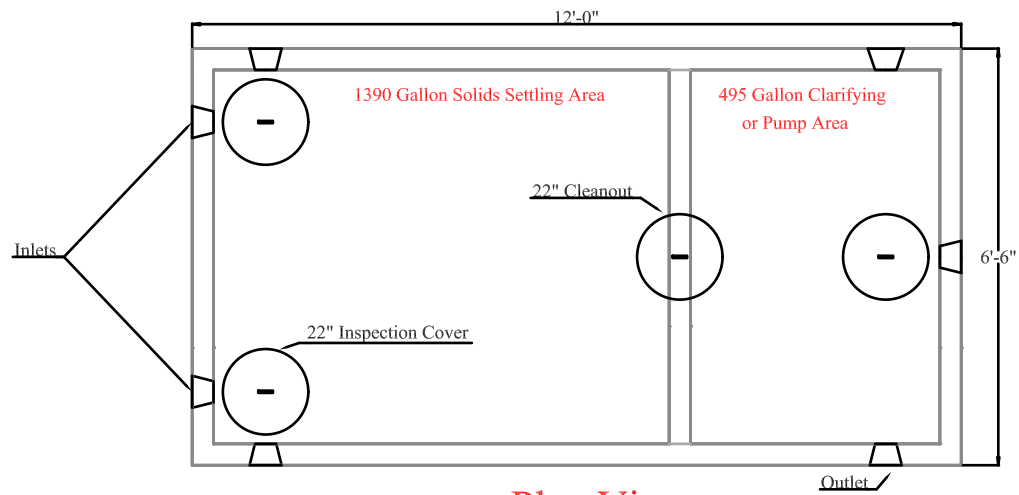 12'-0"
1390 Gallon Solids Settling Area
495 Gallon Clarifying
or Pump Area
22" Cleanout
Inlets
6'-6"
22" Inspection Cover
Outlet